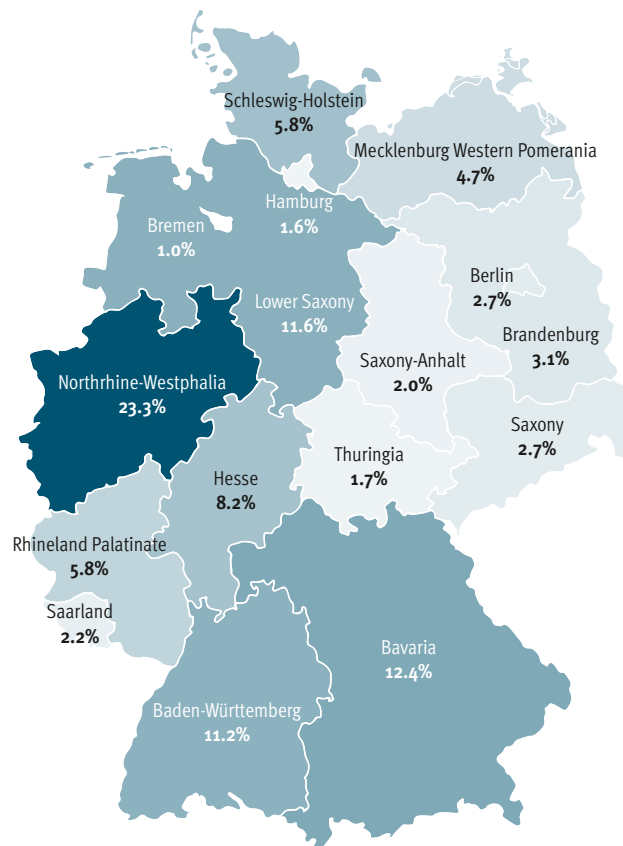 Schleswig-Holstein
5.8%
Mecklenburg Western Pomerania
4.7%
Hamburg
1.6%
Bremen
1.0%
Berlin
2.7%
Lower Saxony
11.6%
Brandenburg
3.1%
Saxony-Anhalt
2.0%
Northrhine-Westphalia
23.3%
Saxony
2.7%
Thuringia
1.7%
Hesse
8.2%
Rhineland Palatinate
5.8%
Saarland
2.2%
Bavaria
12.4%
Baden-Württemberg
11.2%